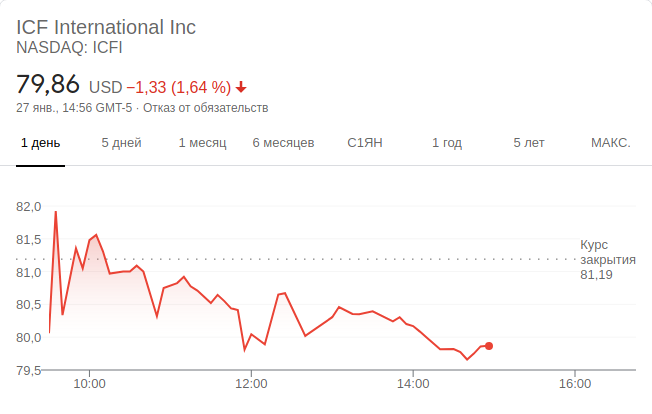 ICF International Inc
NASDAQ: ICFI
79,86 USD −1,33 (1,64 %)
27 янв., 14:56 GMT-5 · Отказ от обязательств
1 день 5 дней 1 месяц 6 месяцев С1ЯН 1 год 5 лет МАКС.
82,0
81,5
81,0
80,5
80,0
79,5
Курс
закрытия
81,19
10:00 12:00 14:00 16:00